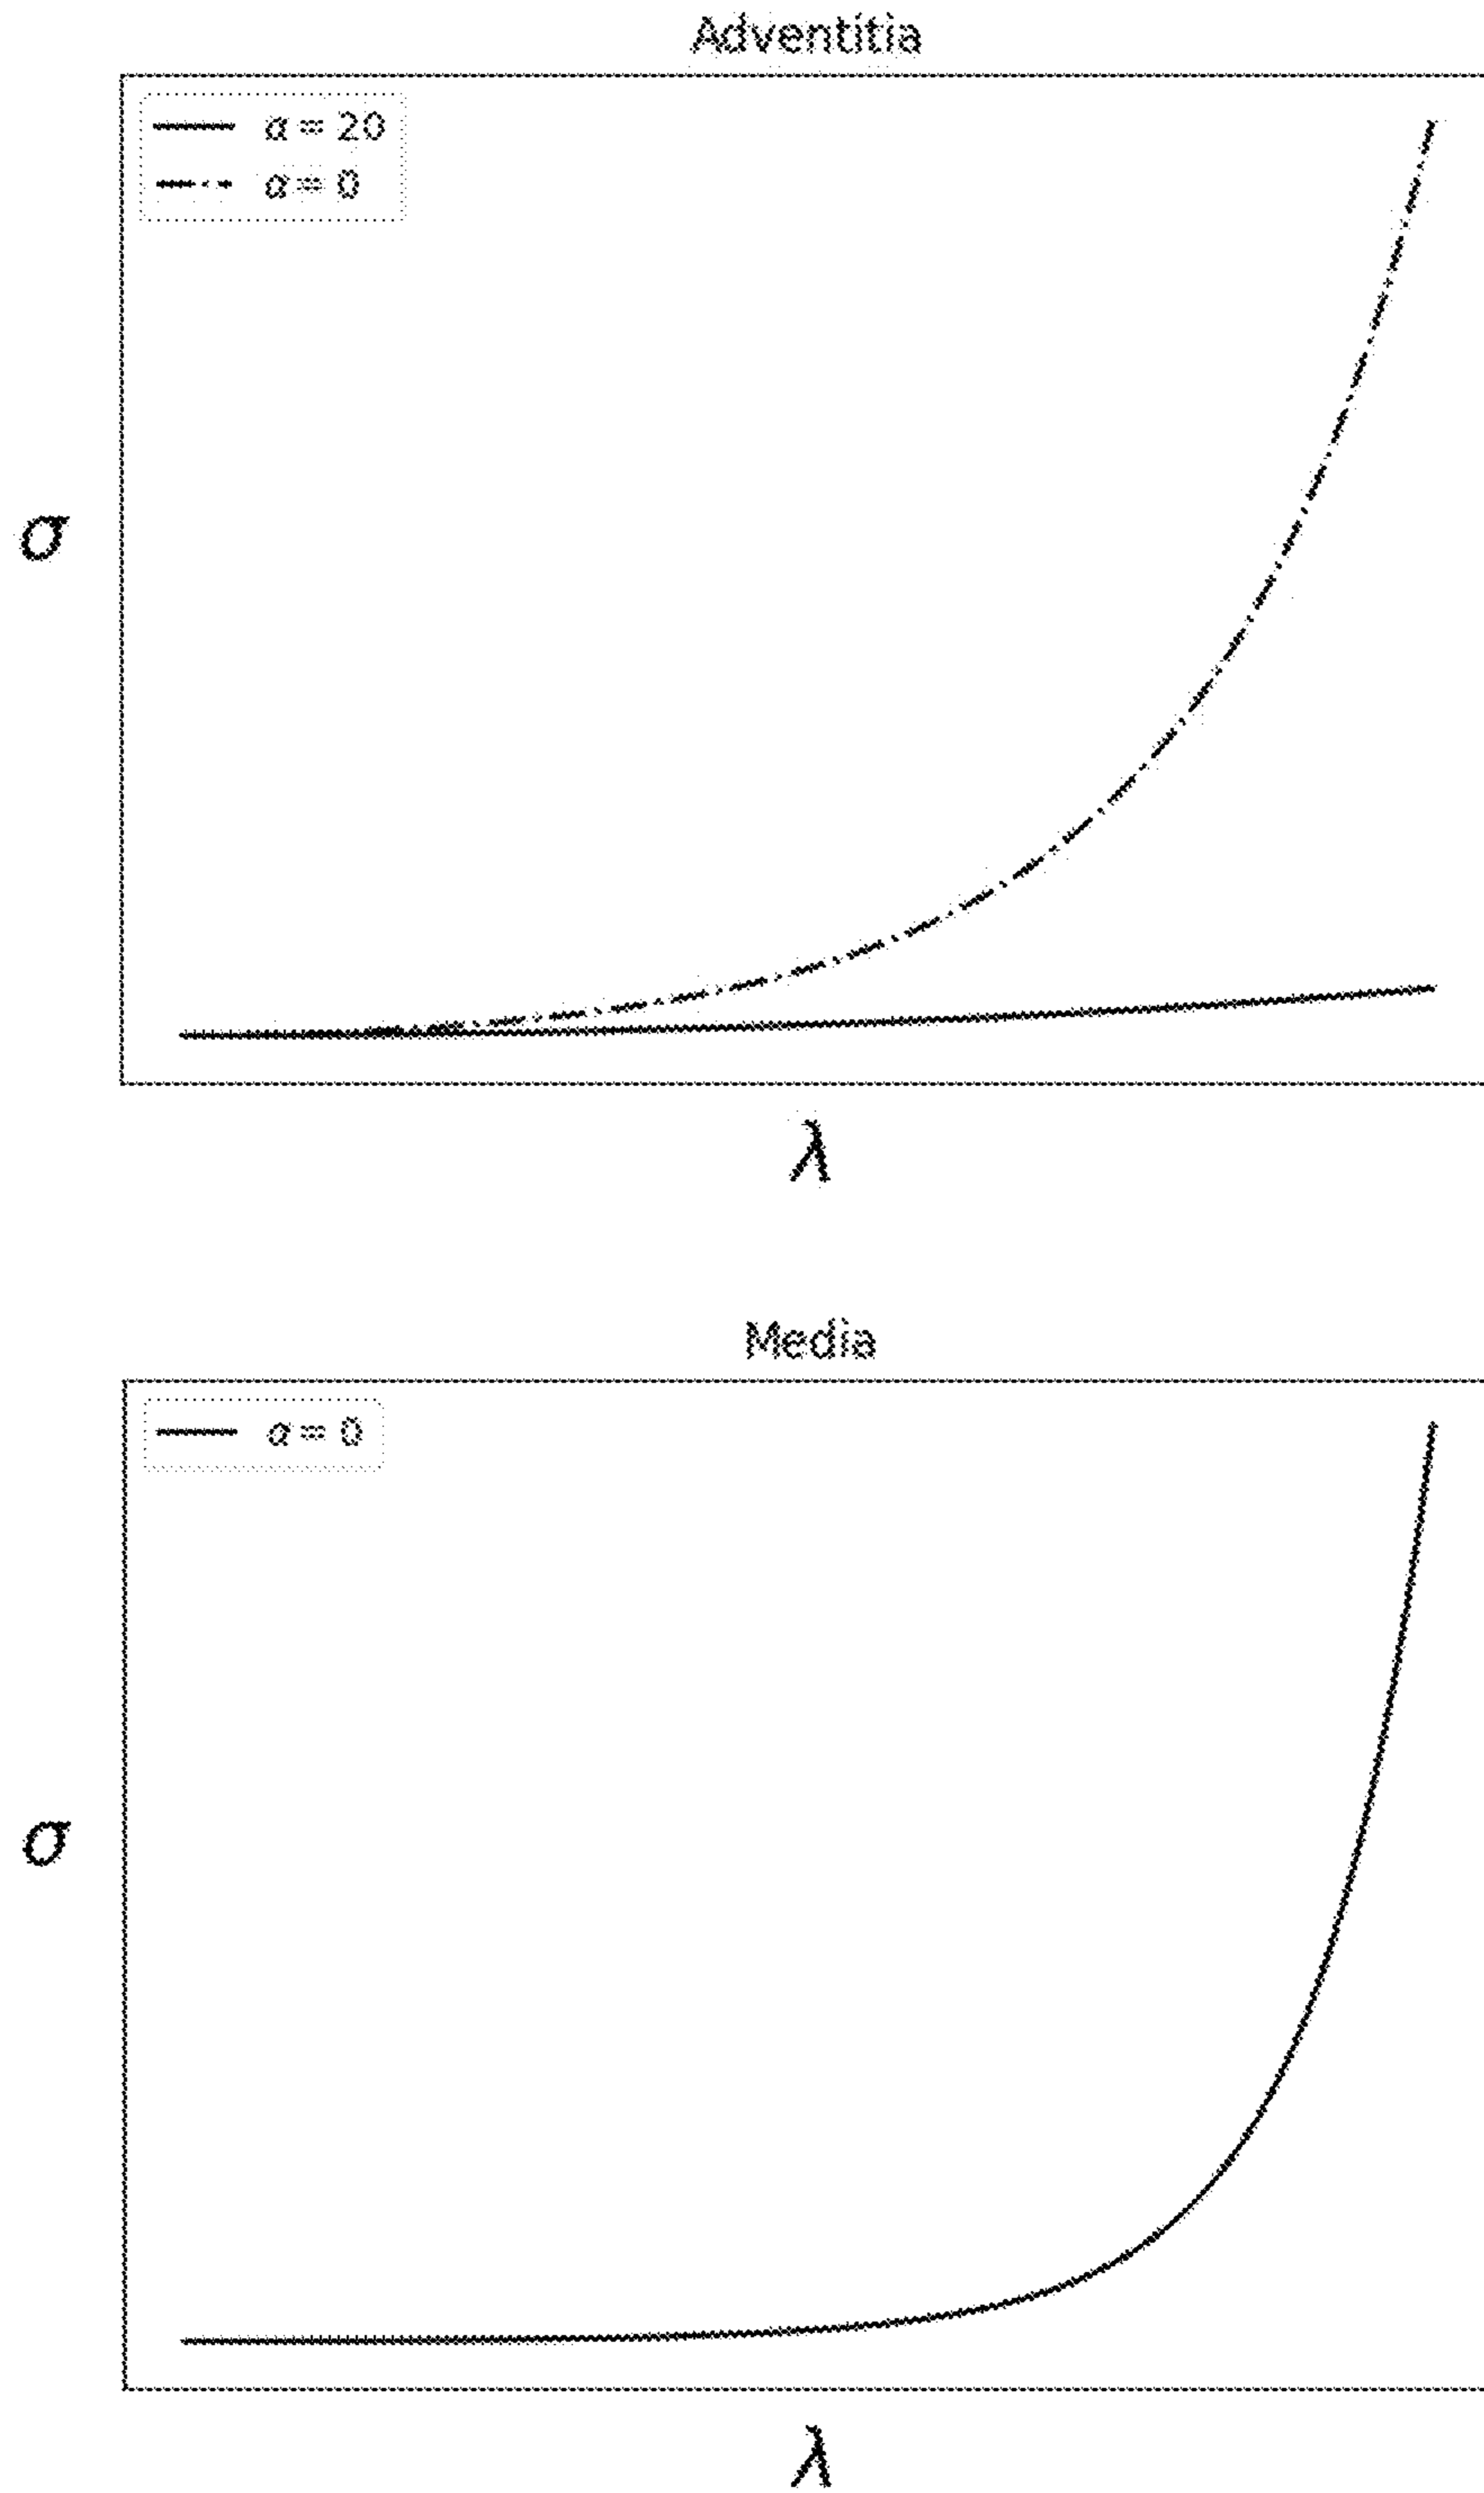 Adventitia
α = 20
α = 0
σ
λ
Media
α = 0
σ
λ